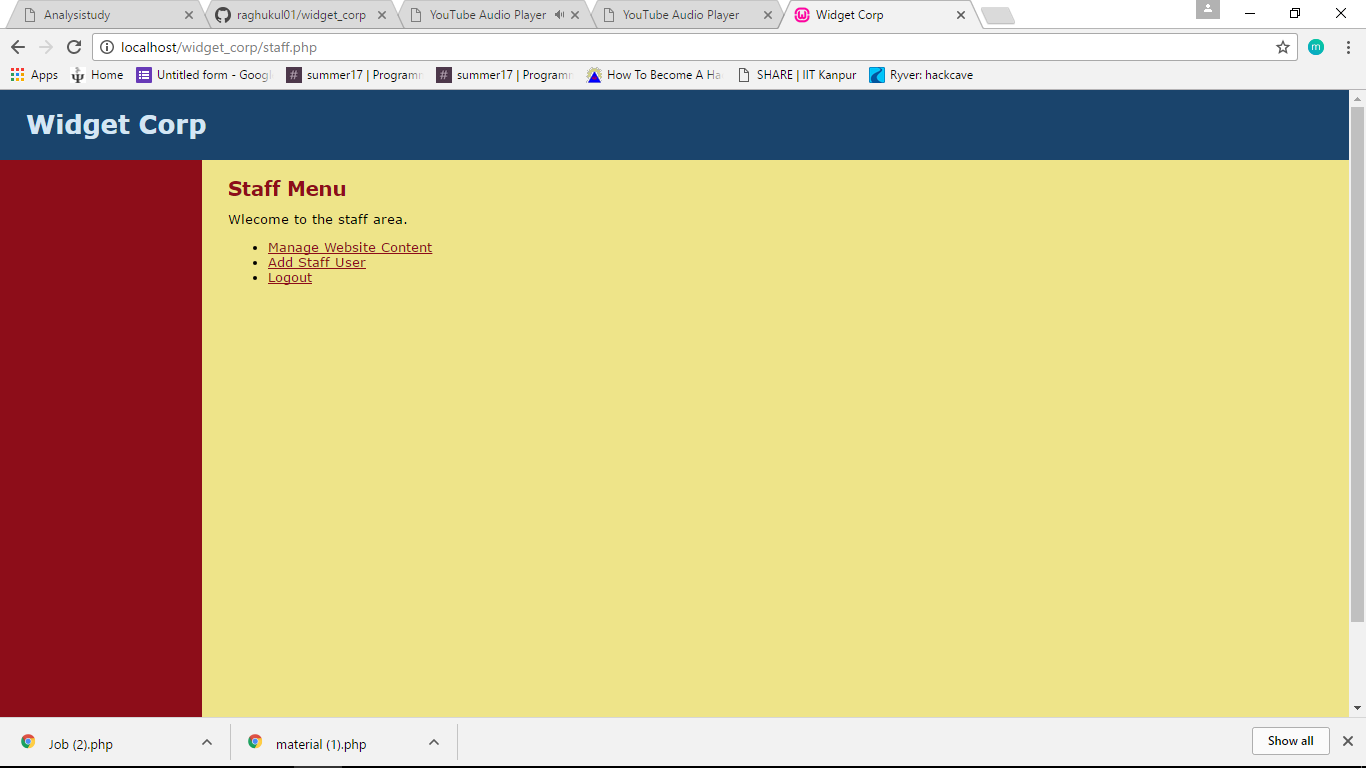 Analysistudy
raghukul01/widget_corp
YouTube Audio Player
YouTube Audio Player
Widget Corp
localhost/widget_corp/staff.php
m
Apps
Home
Untitled form - Googl
# summer17 | Programm
# summer17 | Programm
How To Become A Ha
SHARE | IIT Kanpur
Ryver: hackcave
Widget Corp
Staff Menu
Wlecome to the staff area.
Manage Website Content
Add Staff User
Logout
Job (2).php
material (1).php
Show all